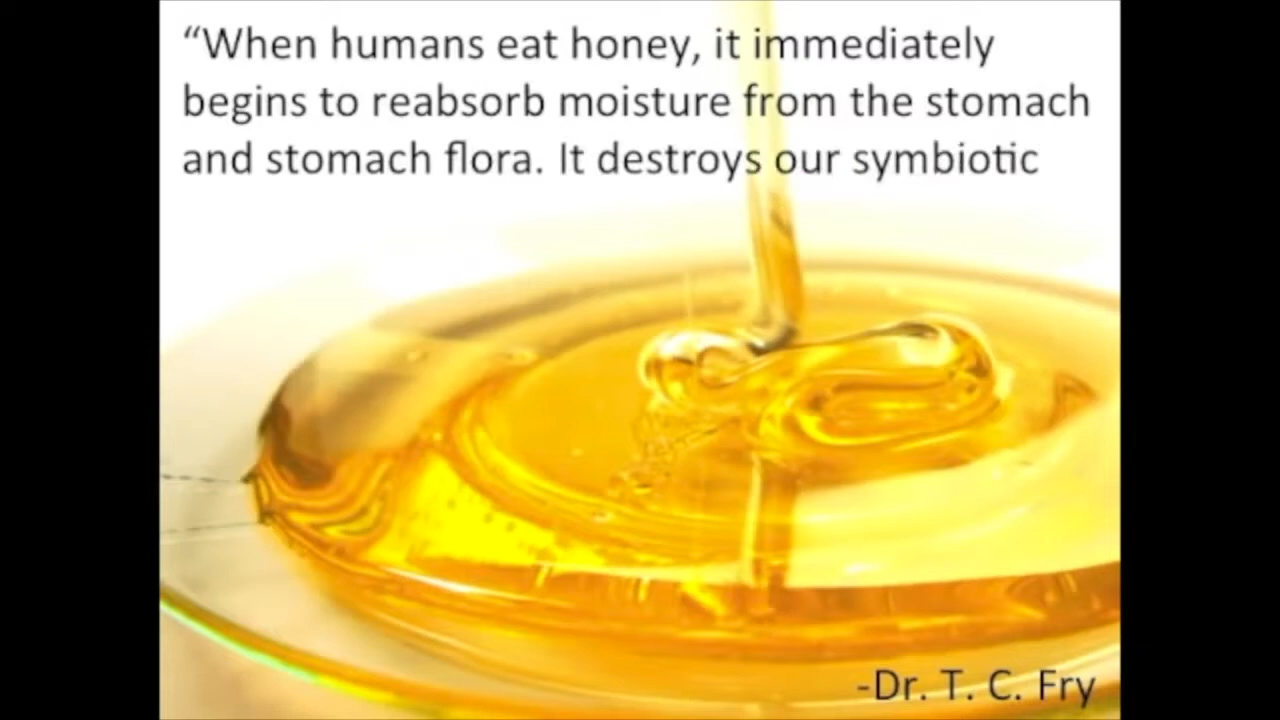 “When humans eat honey, it immediately
begins to reabsorb moisture from the stomach
and stomach flora. It destroys our symbiotic
-Dr. T. C. Fry